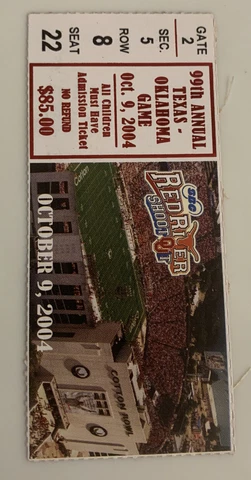 GATE
2
SEC
5
ROW
8
SEAT
22
99th ANNUAL
TEXAS -
OKLAHOMA
GAME
Oct. 9, 2004
All Children
Must Have
Admission Ticket
$85.00
NO REFUND
SBC
RED RIVER
SHOOTOUT
OCTOBER 9, 2004
COTTON BOWL